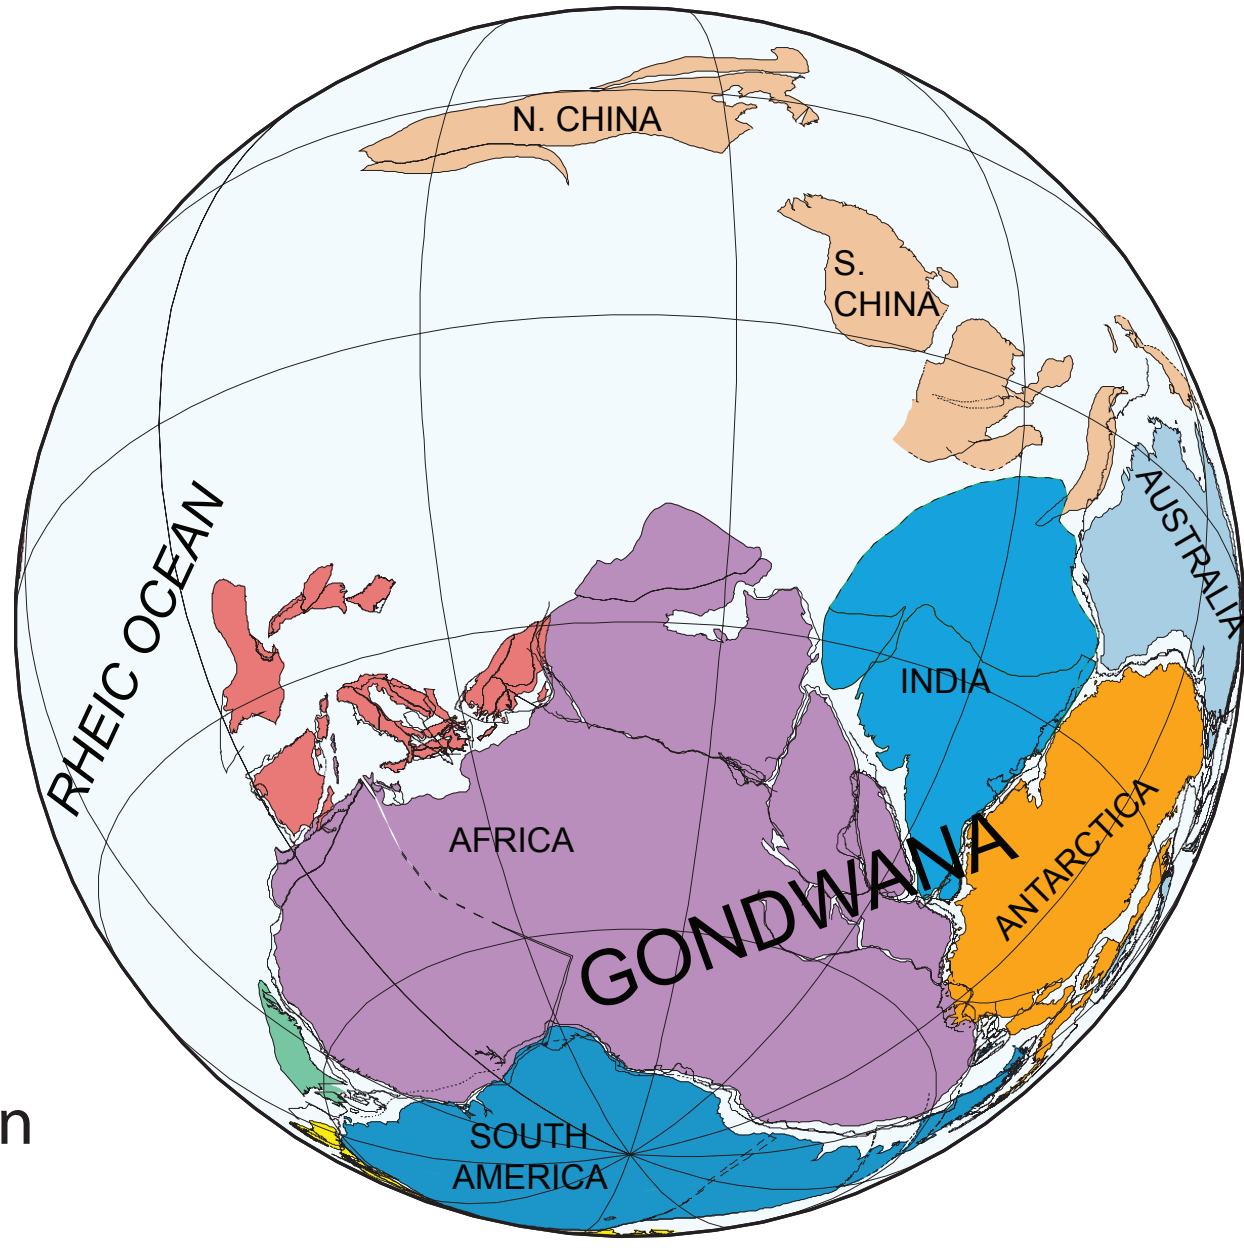 N. CHINA
S.
CHINA
AUSTRALIA
RHEIC OCEAN
INDIA
AFRICA
GONDWANA
ANTARCTICA
n
SOUTH
AMERICA